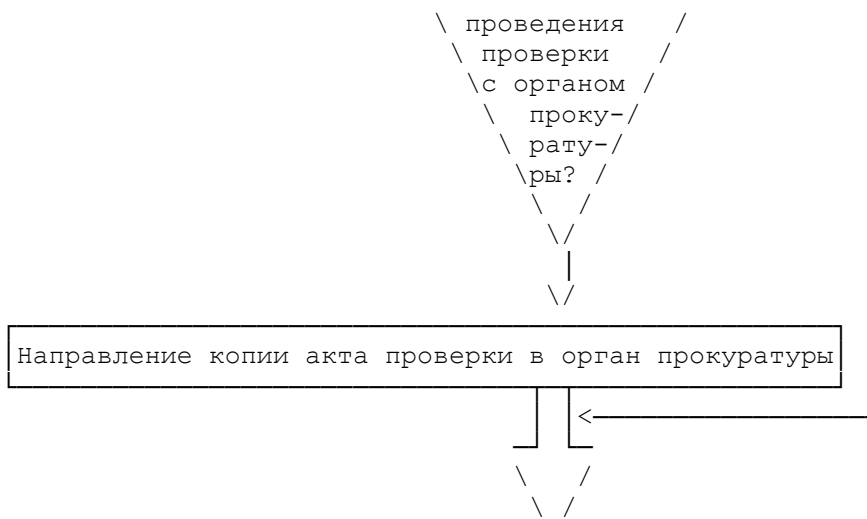 проведения
проверки
с органом
проку-
рату-
ры?
Направление копии акта проверки в орган прокуратуры